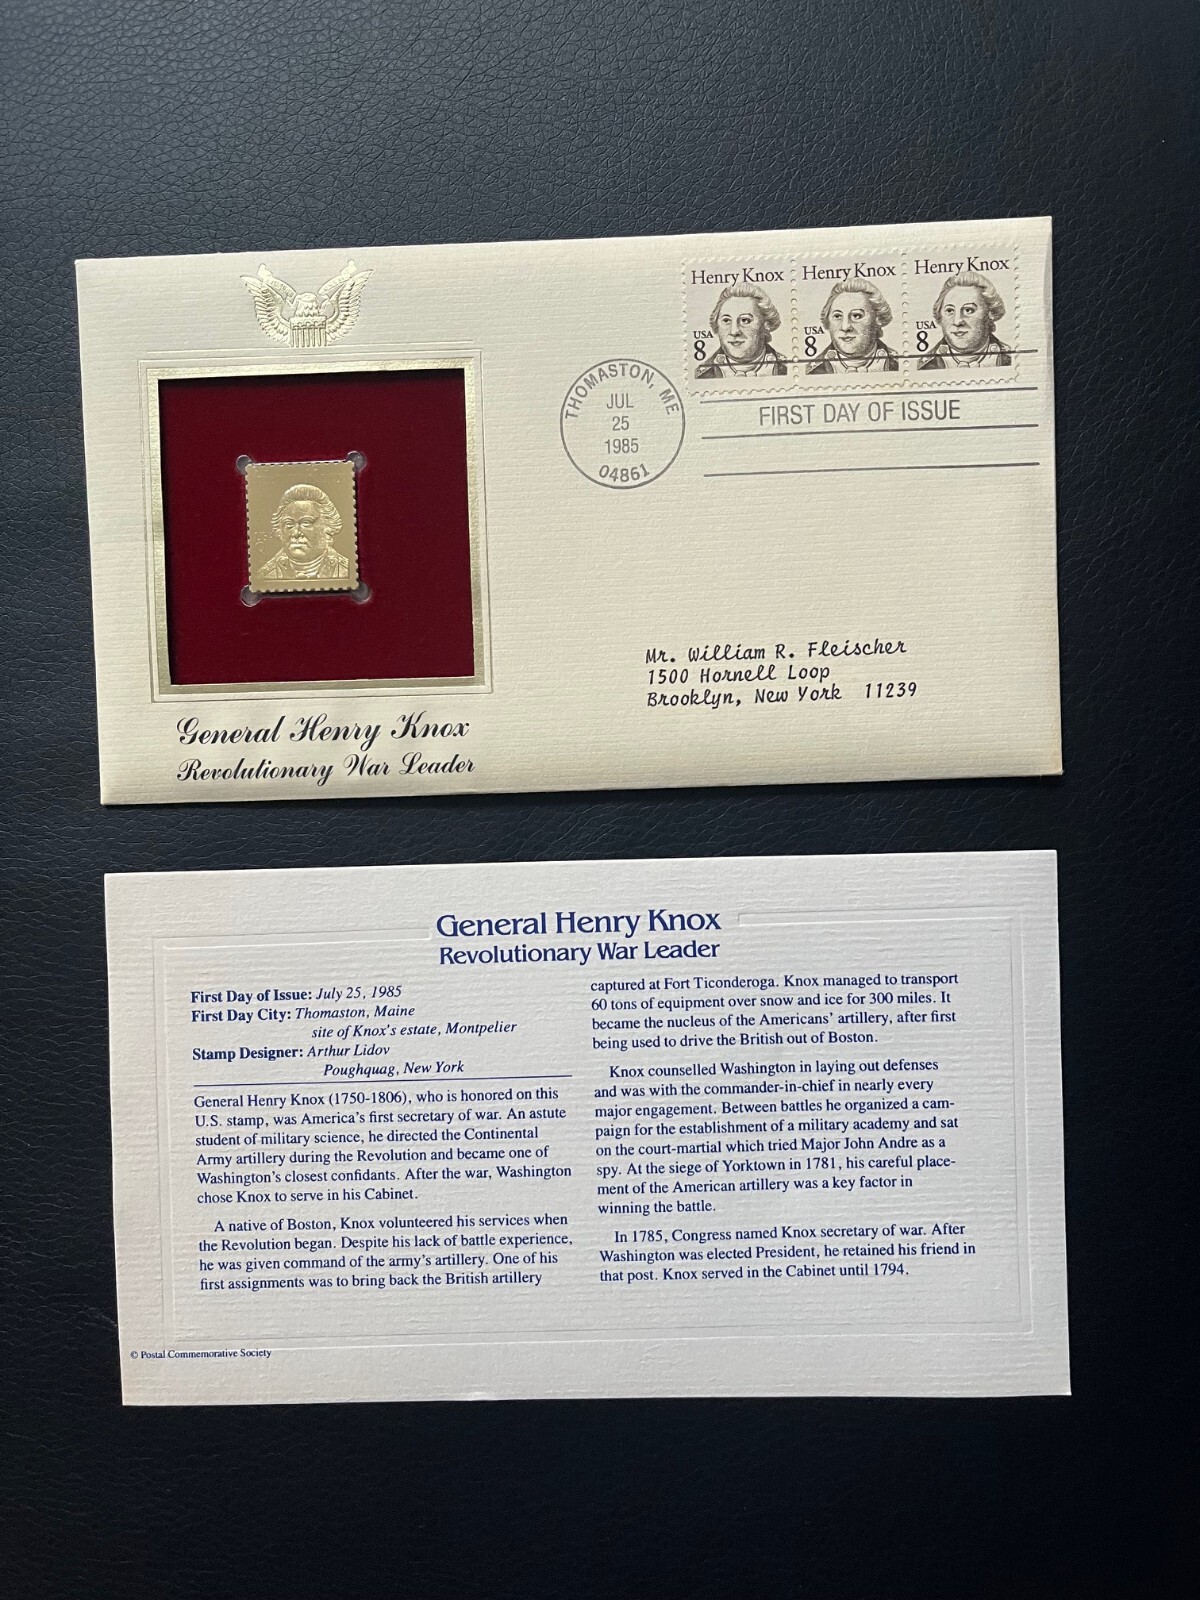 Henry Knox
USA
8
Henry Knox
USA
8
Henry Knox
USA
8
THOMASTON, ME
JUL
25
1985
04861
FIRST DAY OF ISSUE
Mr. William R. Fleischer
1500 Hornell Loop
Brooklyn, New York 11239
General Henry Knox
Revolutionary War Leader
General Henry Knox
Revolutionary War Leader
First Day of Issue: July 25, 1985
First Day City: Thomaston, Maine
site of Knox's estate, Montpelier
Stamp Designer: Arthur Lidov
Poughquag, New York
General Henry Knox (1750-1806), who is honored on this
U.S. stamp, was America's first secretary of war. An astute
student of military science, he directed the Continental
Army artillery during the Revolution and became one of
Washington's closest confidants. After the war, Washington
chose Knox to serve in his Cabinet.
A native of Boston, Knox volunteered his services when
the Revolution began. Despite his lack of battle experience,
he was given command of the army's artillery. One of his
first assignments was to bring back the British artillery
captured at Fort Ticonderoga. Knox managed to transport
60 tons of equipment over snow and ice for 300 miles. It
became the nucleus of the Americans' artillery, after first
being used to drive the British out of Boston.
Knox counselled Washington in laying out defenses
and was with the commander-in-chief in nearly every
major engagement. Between battles he organized a cam-
paign for the establishment of a military academy and sat
on the court-martial which tried Major John Andre as a
spy. At the siege of Yorktown in 1781, his careful place-
ment of the American artillery was a key factor in
winning the battle.
In 1785, Congress named Knox secretary of war. After
Washington was elected President, he retained his friend in
that post. Knox served in the Cabinet until 1794.
© Postal Commemorative Society